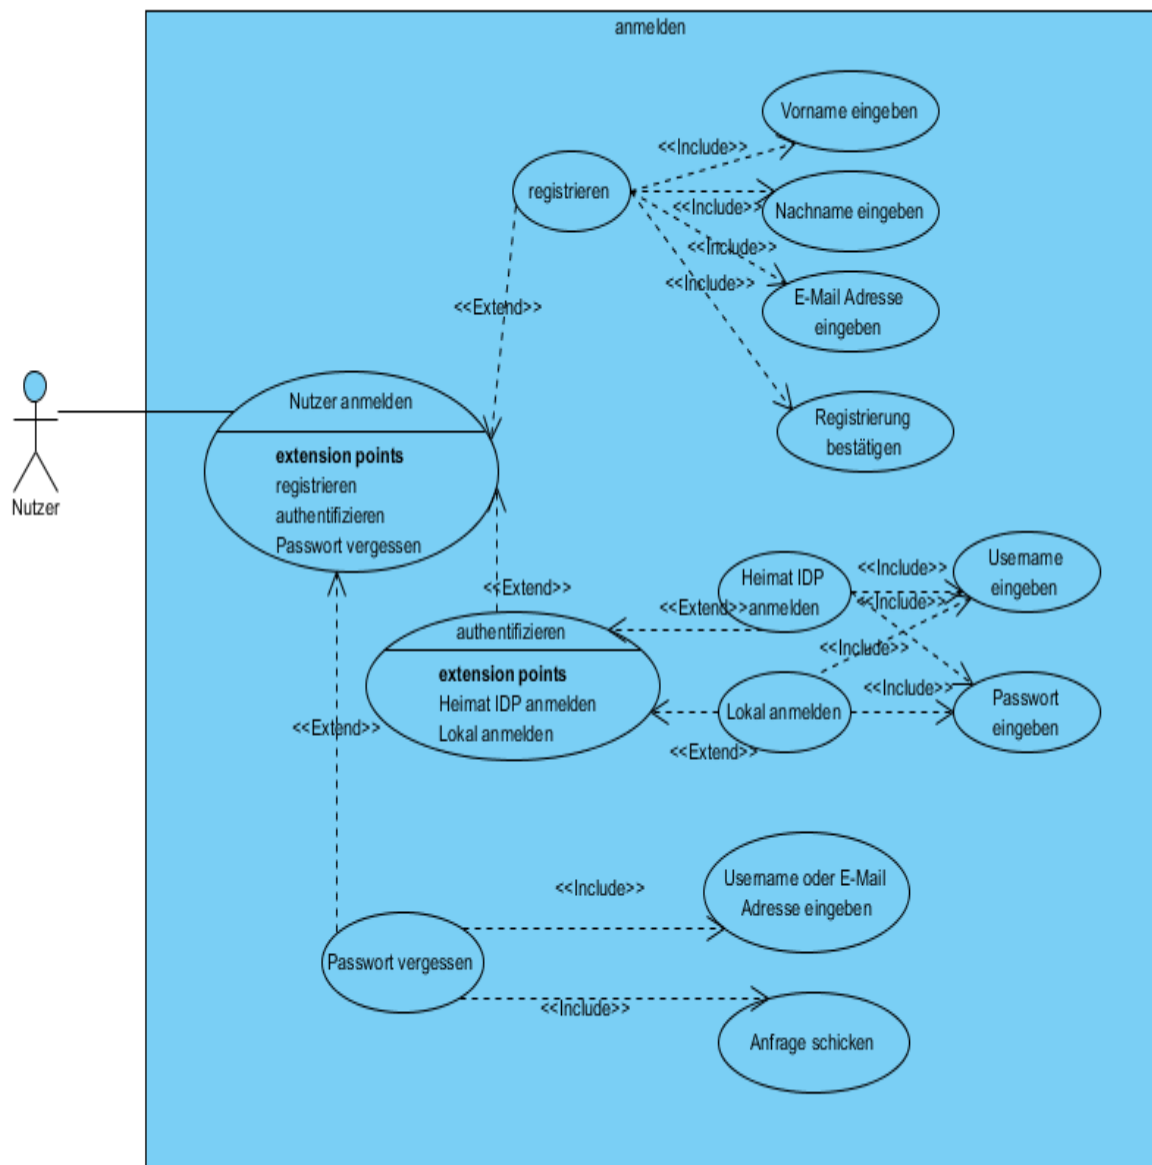 anmelden
Vorname eingeben
<<Include>>
registrieren
<<Include>>
Nachname eingeben
<<Include>>
<<Include>>
E-Mail Adresse
eingeben
<<Extend>>
Nutzer anmelden
extension points
registrieren
authentifizieren
Passwort vergessen
Registrierung
bestätigen
Nutzer
<<Extend>>
Heimat IDP
anmelden
<<Include>>
<<Include>>
Username
eingeben
<<Extend>>
authentifizieren
extension points
Heimat IDP anmelden
Lokal anmelden
<<Include>>
<<Include>>
Lokal anmelden
Passwort
eingeben
<<Extend>>
<<Extend>>
<<Include>>
Username oder E-Mail
Adresse eingeben
Passwort vergessen
<<Include>>
Anfrage schicken